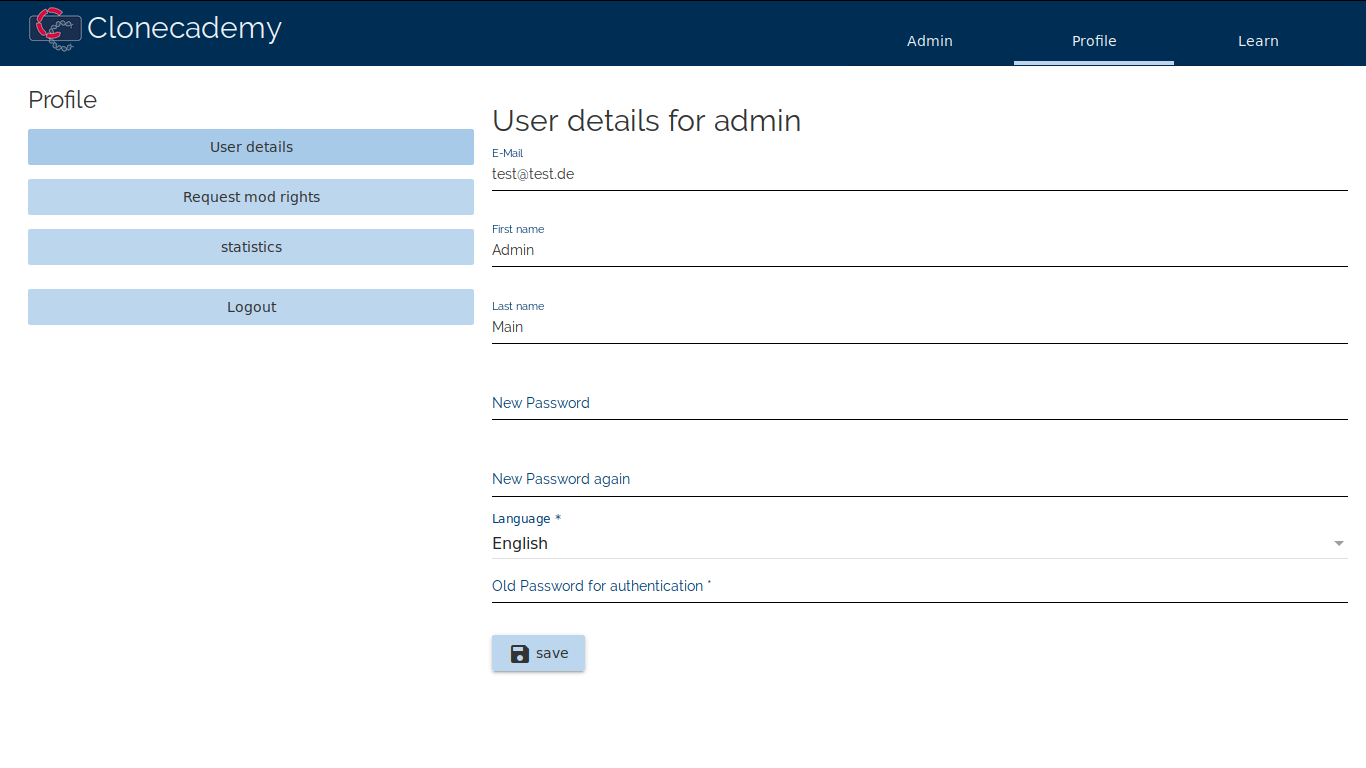 Clonecademy
Admin
Profile
Learn
Profile
User details
Request mod rights
statistics
Logout
User details for admin
E-Mail
test@test.de
First name
Admin
Last name
Main
New Password
New Password again
Language *
English
Old Password for authentication *
save